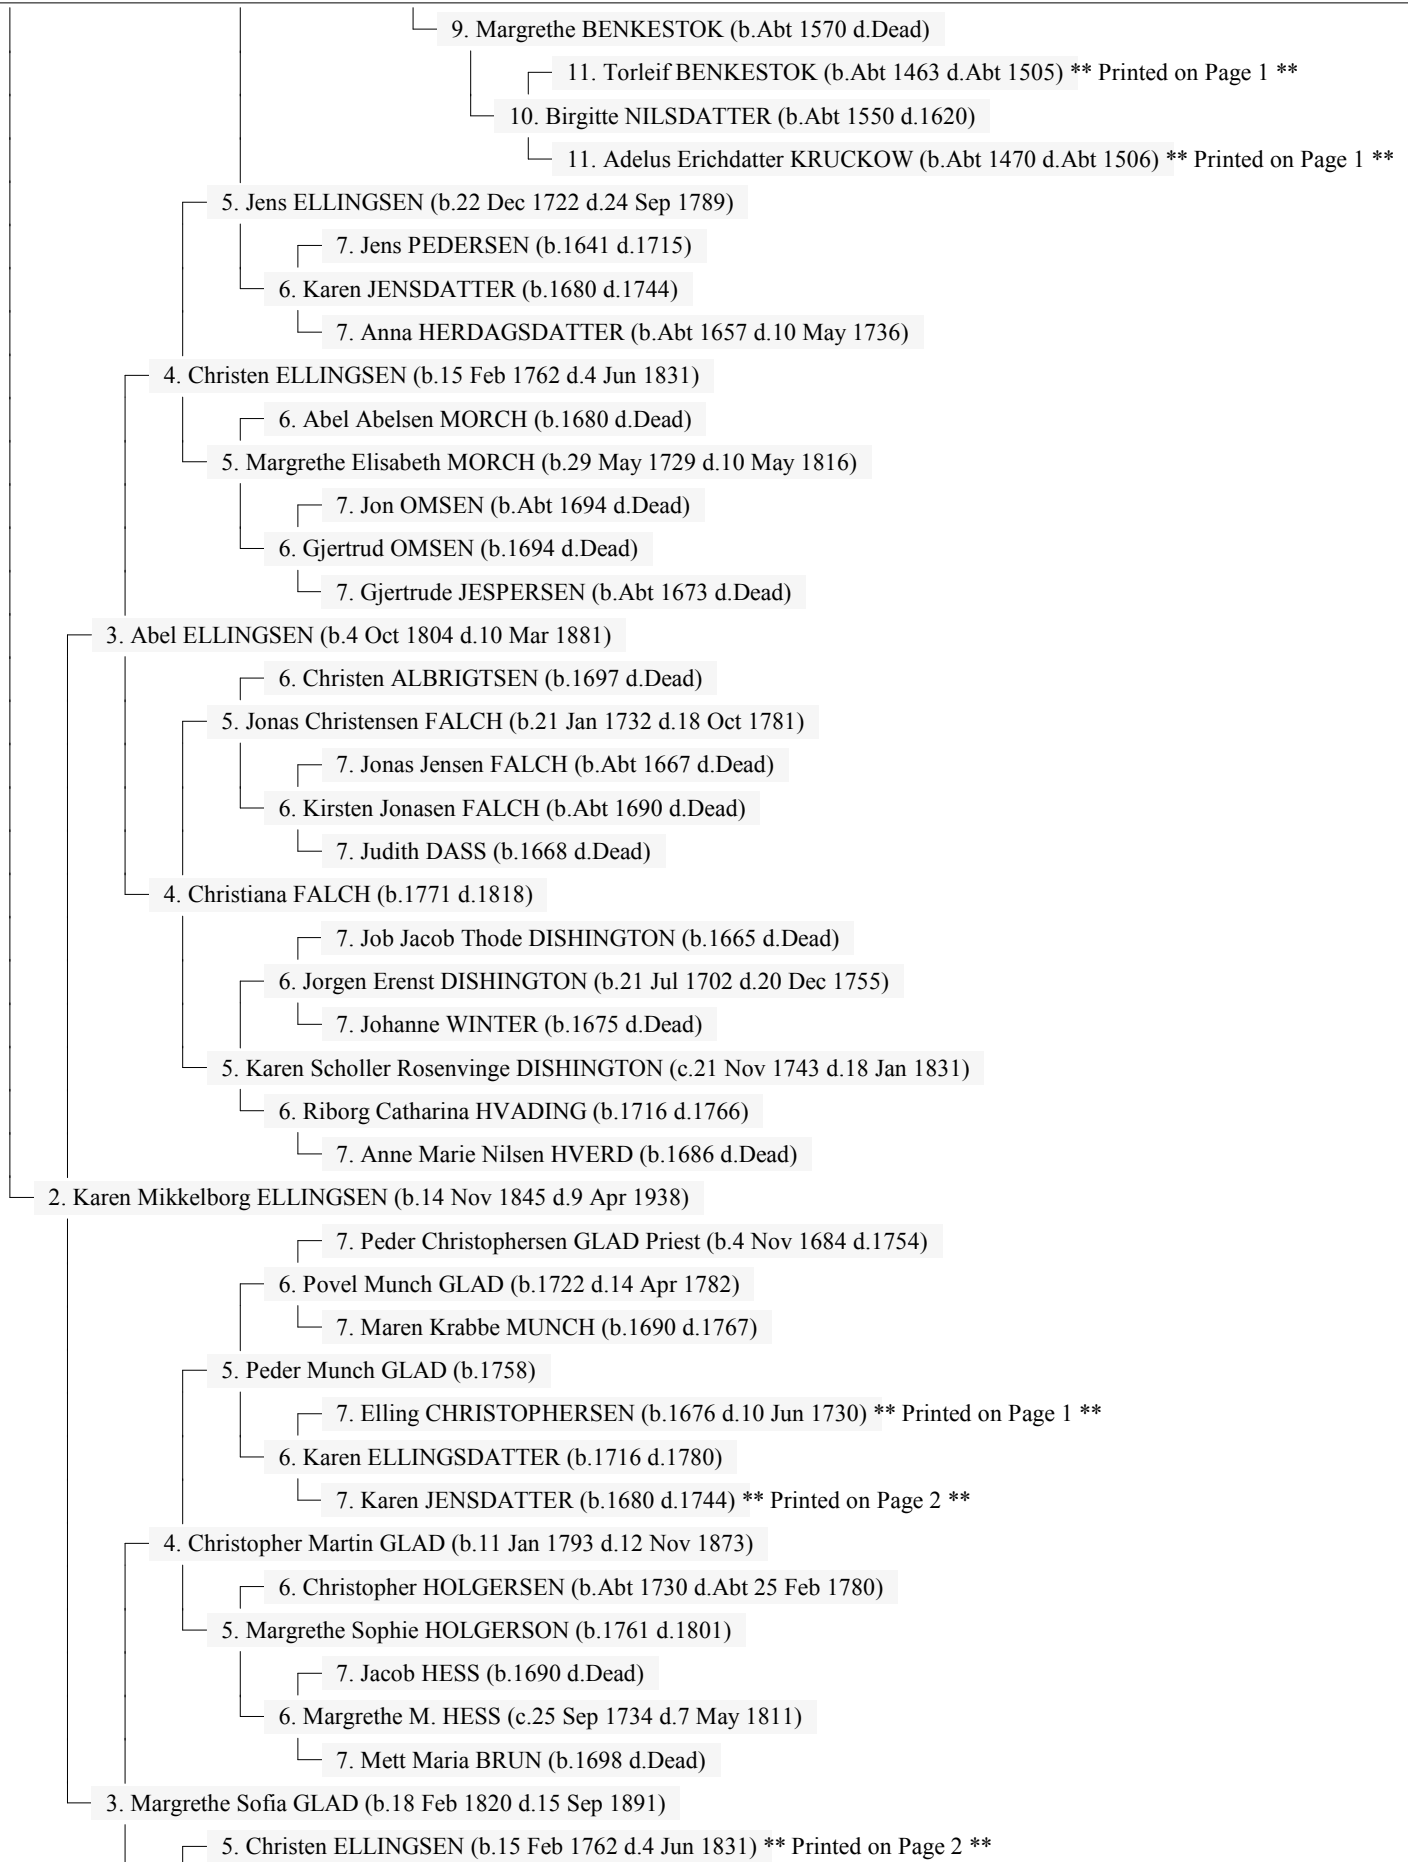 9. Margrethe BENKESTOK (b.Abt 1570 d.Dead)
11. Torleif BENKESTOK (b.Abt 1463 d.Abt 1505) ** Printed on Page 1 **
10. Birgitte NILSDATTER (b.Abt 1550 d.1620)
11. Adelus Erichdatter KRUCKOW (b.Abt 1470 d.Abt 1506) ** Printed on Page 1 **
5. Jens ELLINGSEN (b.22 Dec 1722 d.24 Sep 1789)
7. Jens PEDERSEN (b.1641 d.1715)
6. Karen JENSDATTER (b.1680 d.1744)
7. Anna HERDAGSDATTER (b.Abt 1657 d.10 May 1736)
4. Christen ELLINGSEN (b.15 Feb 1762 d.4 Jun 1831)
6. Abel Abelsen MORCH (b.1680 d.Dead)
5. Margrethe Elisabeth MORCH (b.29 May 1729 d.10 May 1816)
7. Jon OMSEN (b.Abt 1694 d.Dead)
6. Gjertrud OMSEN (b.1694 d.Dead)
7. Gjertrude JESPERSEN (b.Abt 1673 d.Dead)
3. Abel ELLINGSEN (b.4 Oct 1804 d.10 Mar 1881)
6. Christen ALBRIGTSEN (b.1697 d.Dead)
5. Jonas Christensen FALCH (b.21 Jan 1732 d.18 Oct 1781)
7. Jonas Jensen FALCH (b.Abt 1667 d.Dead)
6. Kirsten Jonasen FALCH (b.Abt 1690 d.Dead)
7. Judith DASS (b.1668 d.Dead)
4. Christiana FALCH (b.1771 d.1818)
7. Job Jacob Thode DISHINGTON (b.1665 d.Dead)
6. Jorgen Erenst DISHINGTON (b.21 Jul 1702 d.20 Dec 1755)
7. Johanne WINTER (b.1675 d.Dead)
5. Karen Scholler Rosenvinge DISHINGTON (c.21 Nov 1743 d.18 Jan 1831)
6. Riborg Catharina HVADING (b.1716 d.1766)
7. Anne Marie Nilsen HVERD (b.1686 d.Dead)
2. Karen Mikkelborg ELLINGSEN (b.14 Nov 1845 d.9 Apr 1938)
7. Peder Christophersen GLAD Priest (b.4 Nov 1684 d.1754)
6. Povel Munch GLAD (b.1722 d.14 Apr 1782)
7. Maren Krabbe MUNCH (b.1690 d.1767)
5. Peder Munch GLAD (b.1758)
7. Elling CHRISTOPHERSEN (b.1676 d.10 Jun 1730) ** Printed on Page 1 **
6. Karen ELLINGSDATTER (b.1716 d.1780)
7. Karen JENSDATTER (b.1680 d.1744) ** Printed on Page 2 **
4. Christopher Martin GLAD (b.11 Jan 1793 d.12 Nov 1873)
6. Christopher HOLGERSEN (b.Abt 1730 d.Abt 25 Feb 1780)
5. Margrethe Sophie HOLGERSON (b.1761 d.1801)
7. Jacob HESS (b.1690 d.Dead)
6. Margrethe M. HESS (c.25 Sep 1734 d.7 May 1811)
7. Mett Maria BRUN (b.1698 d.Dead)
3. Margrethe Sofia GLAD (b.18 Feb 1820 d.15 Sep 1891)
5. Christen ELLINGSEN (b.15 Feb 1762 d.4 Jun 1831) ** Printed on Page 2 **